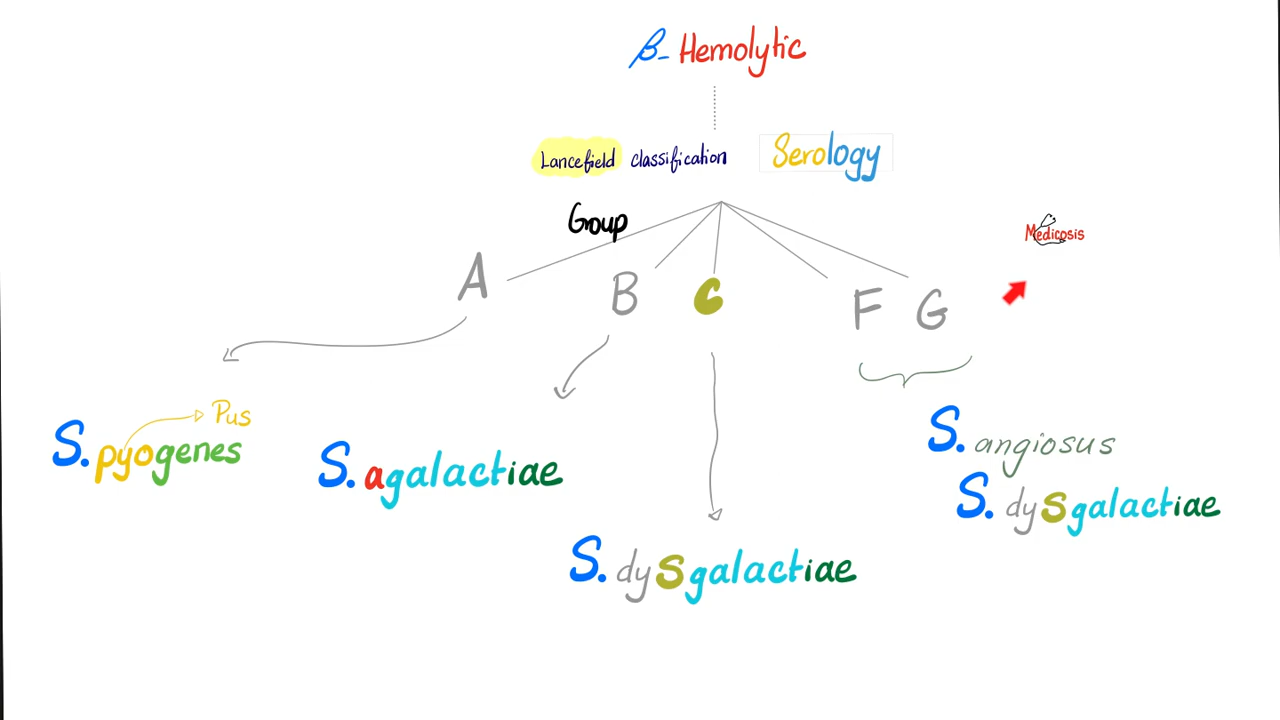 β- Hemolytic
Lancefield classification Serology
Group
Medicosis
A B C F G
Pus
S. pyogenes
S. agalactiae
S. angiosus
S. dysgalactiae
S. dysgalactiae